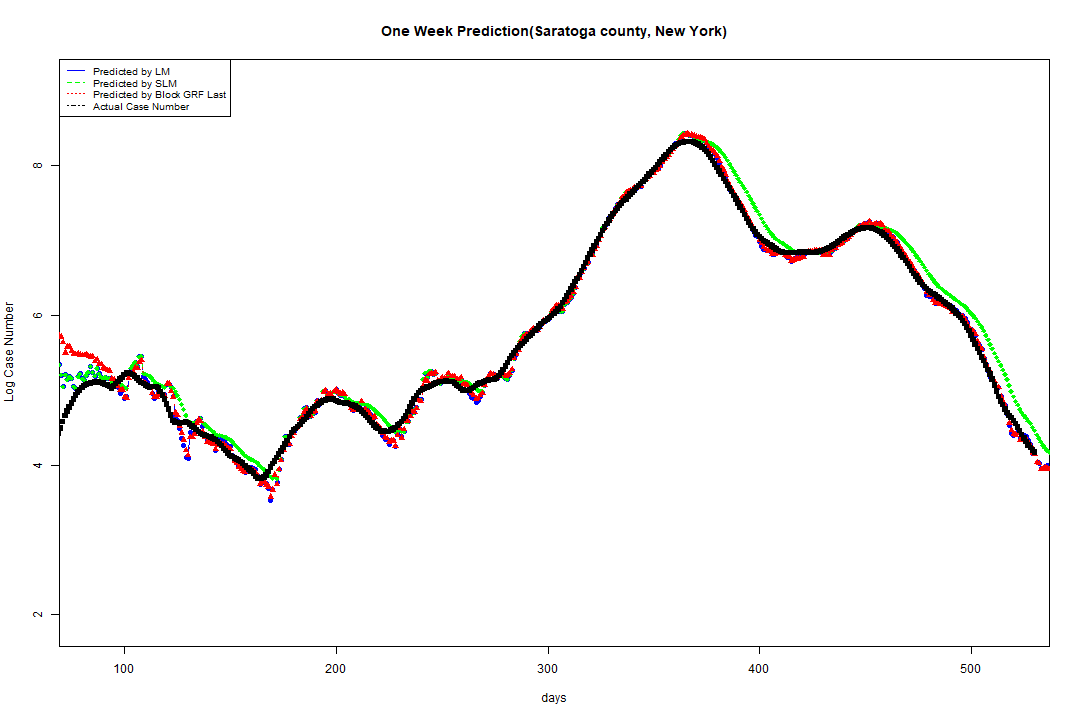 One Week Prediction(Saratoga county, New York)
Predicted by LM
Predicted by SLM
Predicted by Block GRF Last
Actual Case Number
Log Case Number
8
6
4
2
100 200 300 400 500
days